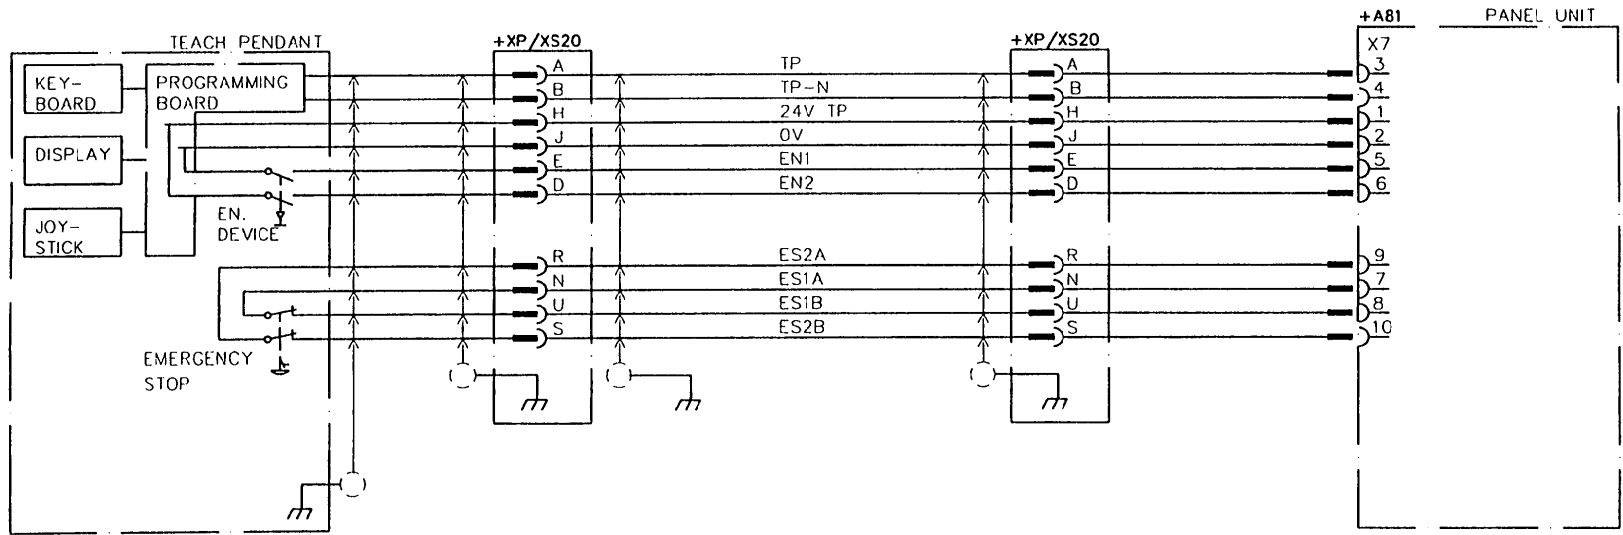 +A81
PANEL UNIT
TEACH PENDANT
+XP/XS20
+XP/XS20
X7
KEY-
BOARD
PROGRAMMING
BOARD
A
TP
A
3
B
TP-N
B
4
H
24V TP
H
1
J
0V
J
2
DISPLAY
E
EN1
E
5
D
EN2
D
6
JOY-
STICK
EN.
DEVICE
R
ES2A
R
9
N
ES1A
N
7
U
ES1B
U
8
S
ES2B
S
10
EMERGENCY
STOP